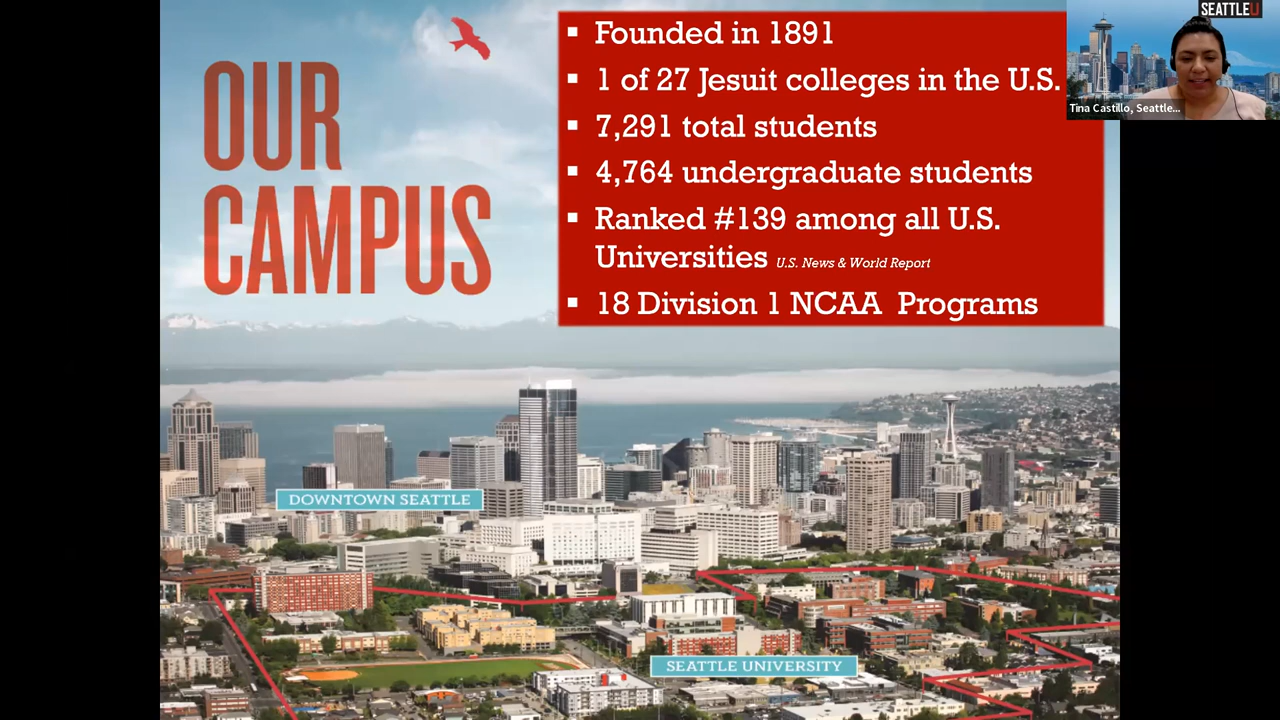 OUR
CAMPUS
▪ Founded in 1891
▪ 1 of 27 Jesuit colleges in the U.S.
▪ 7,291 total students
▪ 4,764 undergraduate students
▪ Ranked #139 among all U.S.
Universities U.S. News & World Report
▪ 18 Division 1 NCAA Programs
SEATTLEU
Tina Castillo, Seattle...
DOWNTOWN SEATTLE
SEATTLE UNIVERSITY